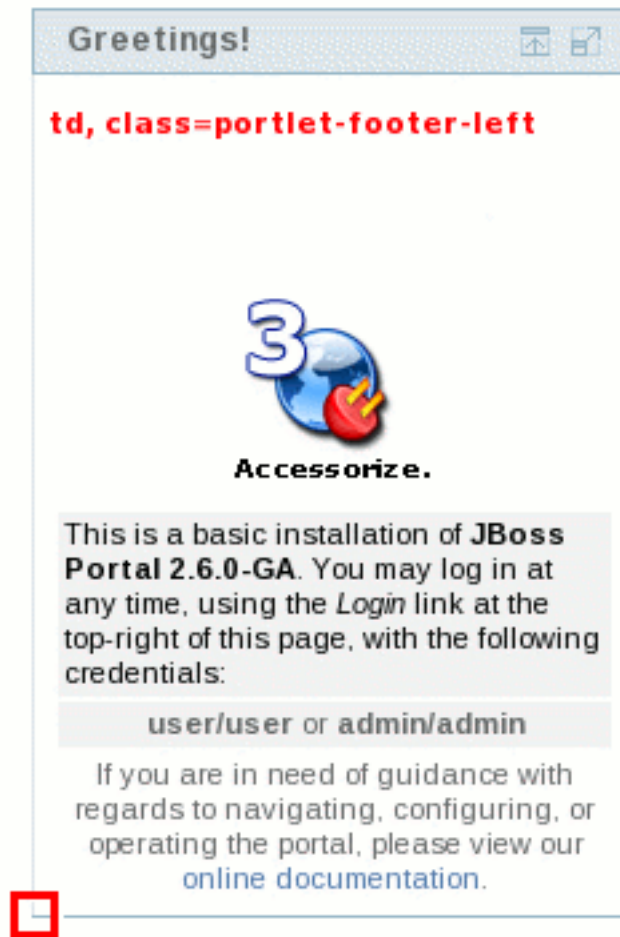 Greetings!
td, class=portlet-footer-left
3
Accessorize.
This is a basic installation of JBoss
Portal 2.6.0-GA. You may log in at
any time, using the Login link at the
top-right of this page, with the following
credentials:
user/user or admin/admin
If you are in need of guidance with
regards to navigating, configuring, or
operating the portal, please view our
online documentation.